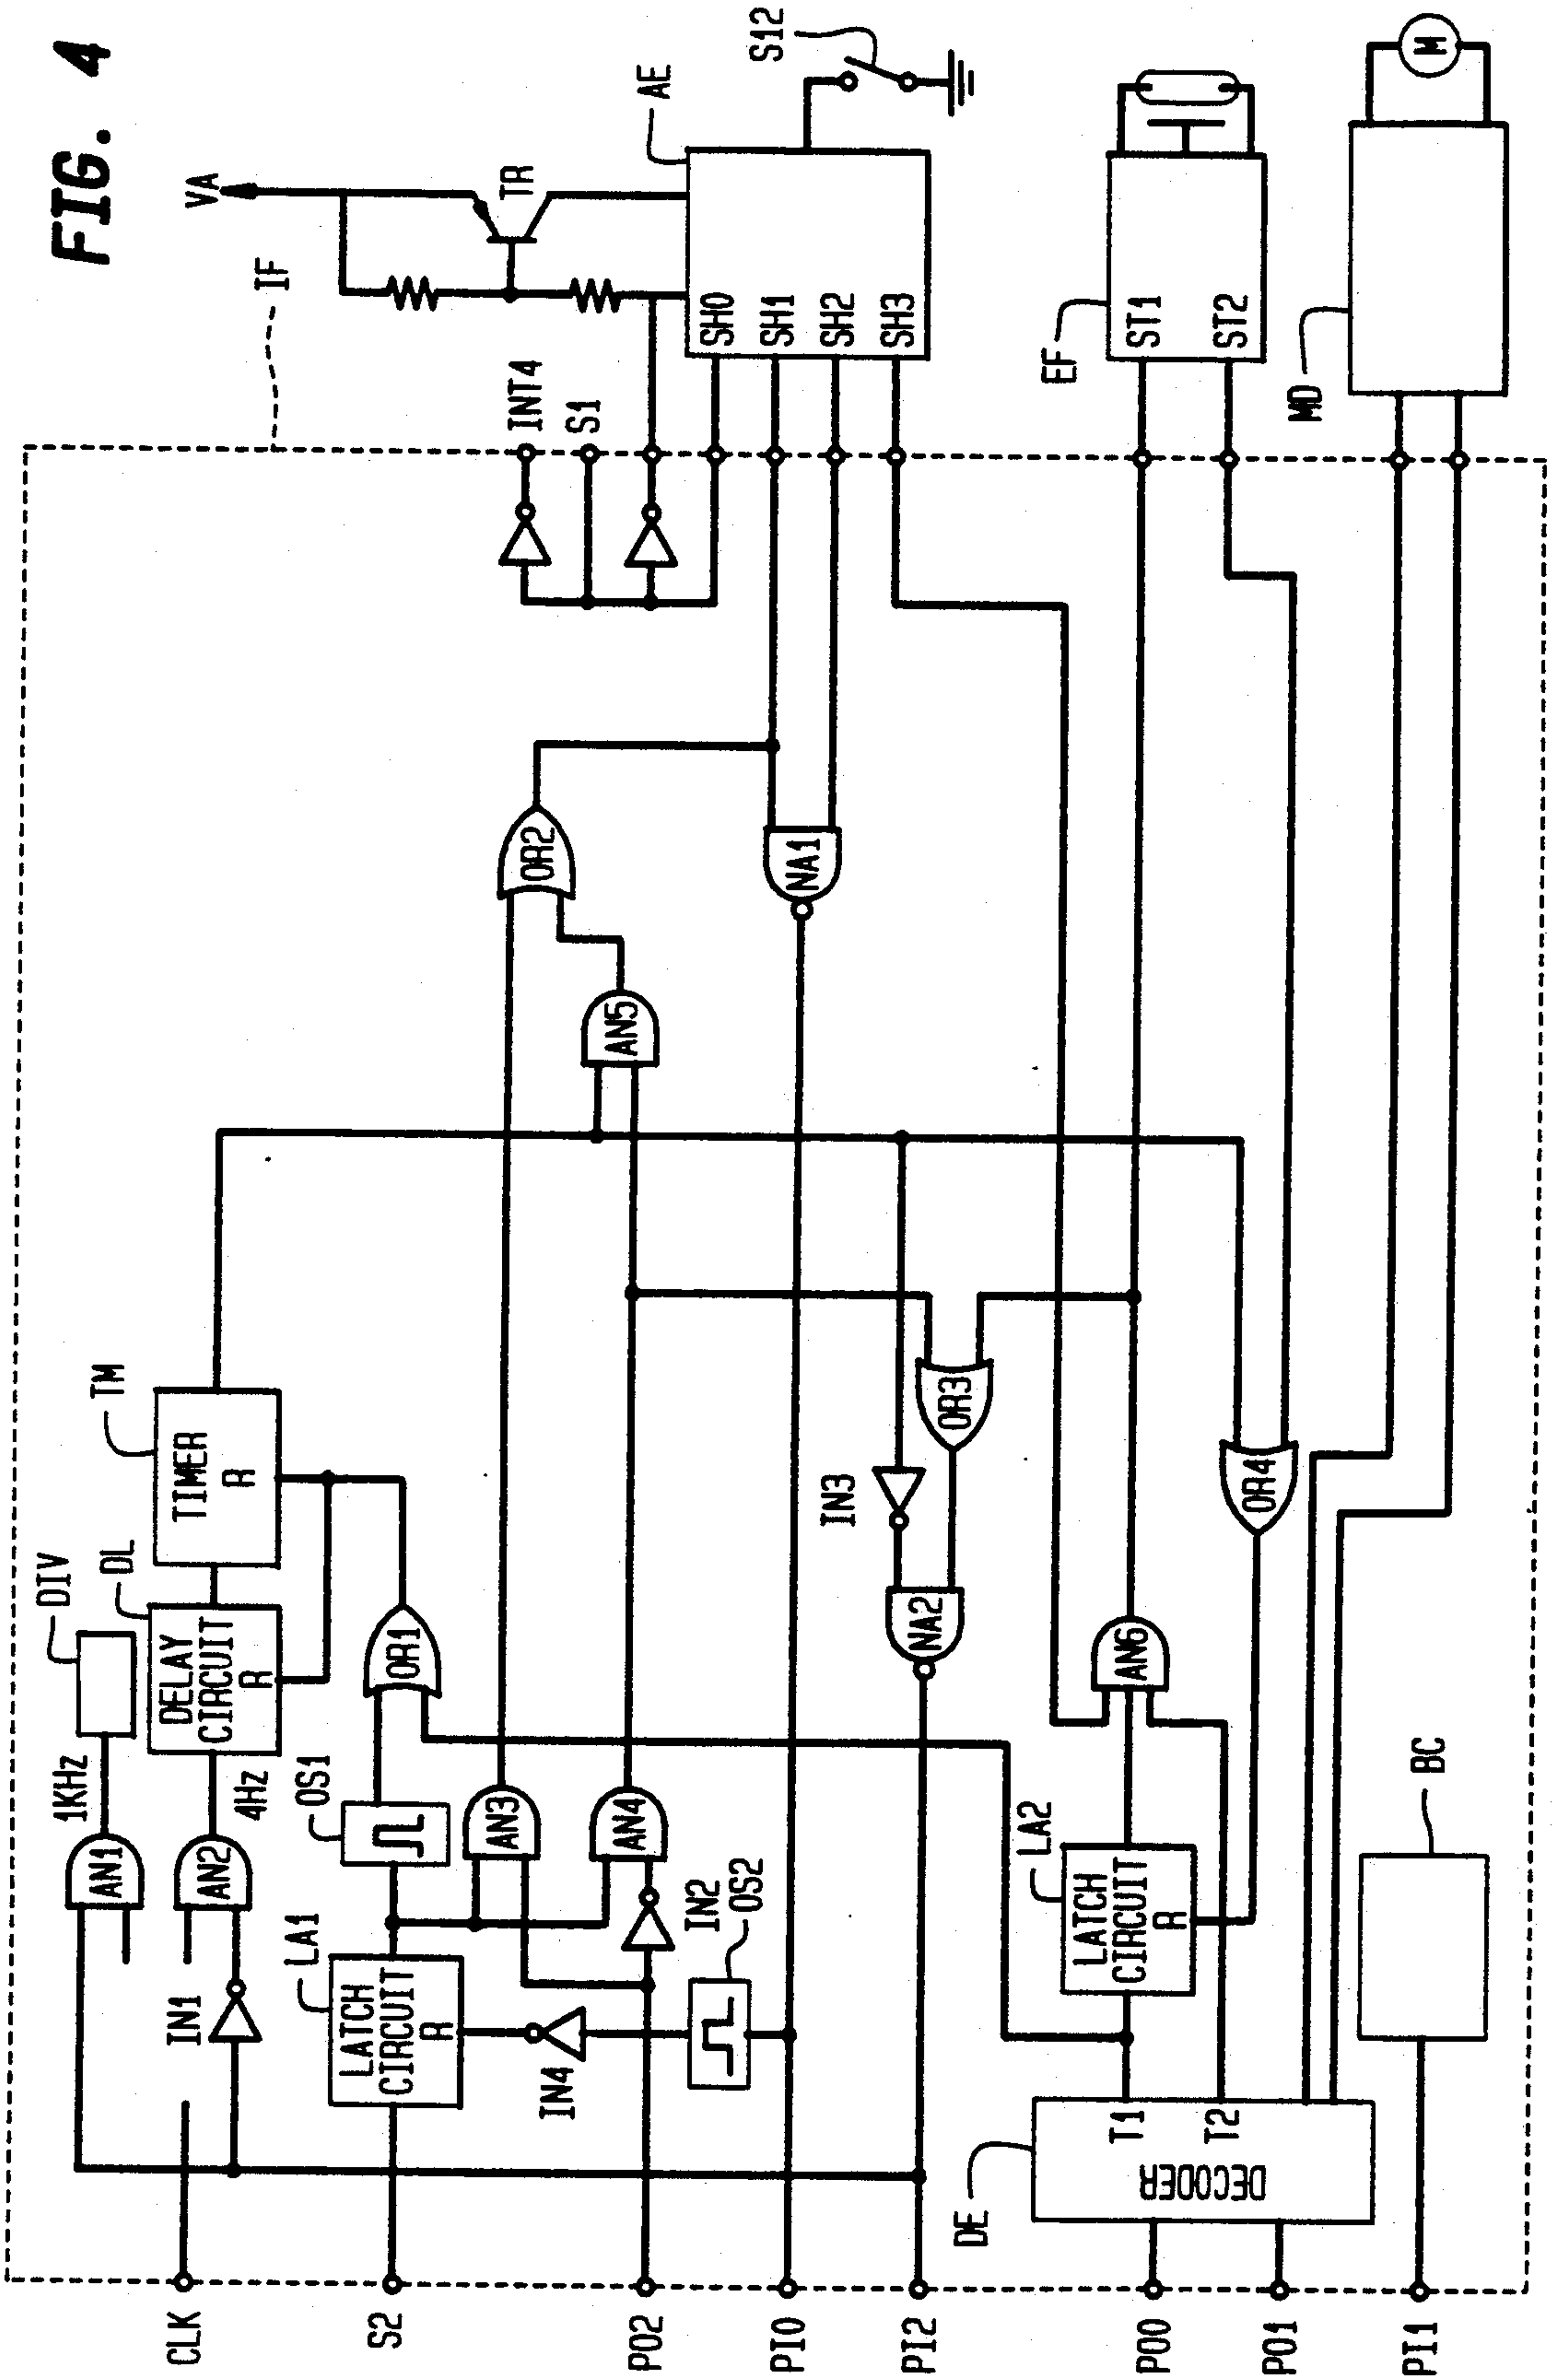 FIG. 4
IF
VA
TR
AE
S12
INT4
S1
SH0
SH1
SH2
SH3
EF
ST1
ST2
MD
M
OR2
NA1
AN5
TM
TIMER
R
DIV
DL
DELAY
CIRCUIT
R
1KHz
4Hz
OR1
OS1
AN1
AN2
IN1
AN3
AN4
LA1
LATCH
CIRCUIT
R
IN2
OS2
IN4
IN3
OR3
NA2
OR4
AN6
LA2
LATCH
CIRCUIT
R
BC
DE
T1
T2
DECODER
CLK
S2
PO2
PI0
PI2
PO0
PO1
PI1